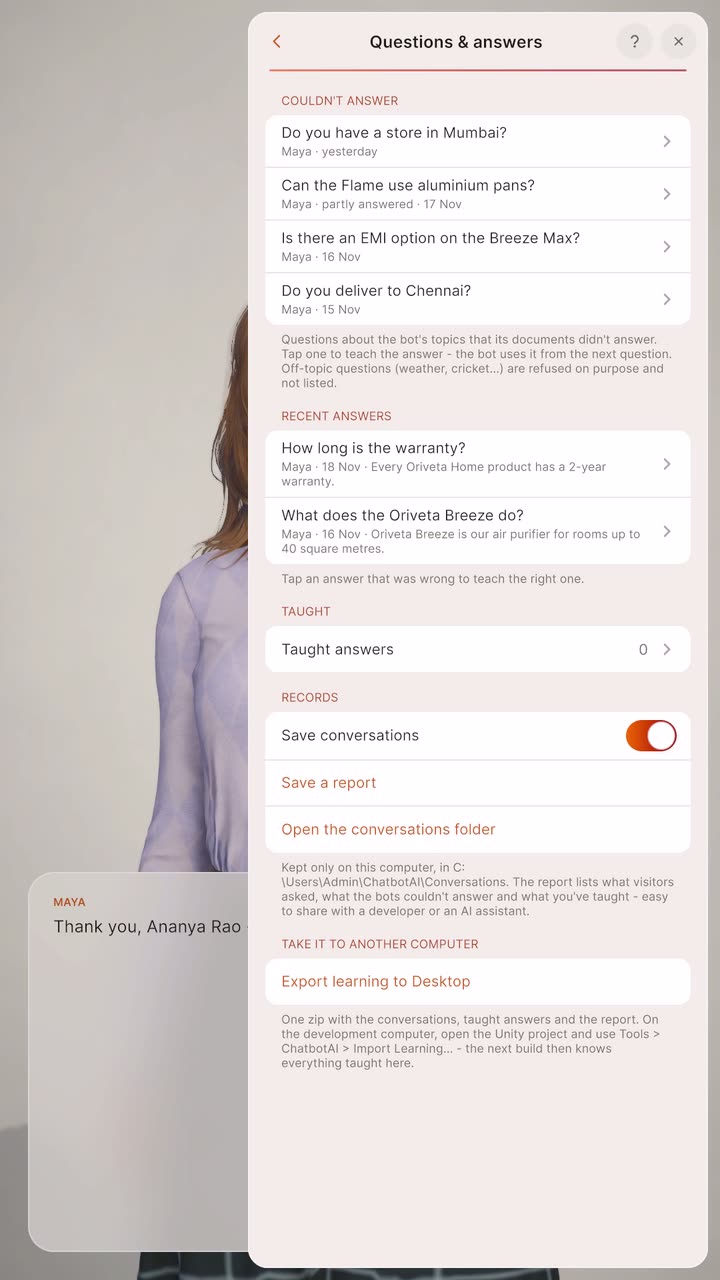 Questions & answers
?
COULDN'T ANSWER
Do you have a store in Mumbai?
Maya · yesterday
Can the Flame use aluminium pans?
Maya · partly answered · 17 Nov
Is there an EMI option on the Breeze Max?
Maya · 16 Nov
Do you deliver to Chennai?
Maya · 15 Nov
Questions about the bot's topics that its documents didn't answer.
Tap one to teach the answer - the bot uses it from the next question.
Off-topic questions (weather, cricket...) are refused on purpose and
not listed.
RECENT ANSWERS
How long is the warranty?
Maya · 18 Nov · Every Oriveta Home product has a 2-year
warranty.
What does the Oriveta Breeze do?
Maya · 16 Nov · Oriveta Breeze is our air purifier for rooms up to
40 square metres.
Tap an answer that was wrong to teach the right one.
TAUGHT
Taught answers 0
RECORDS
Save conversations
Save a report
Open the conversations folder
Kept only on this computer, in C:
\Users\Admin\ChatbotAI\Conversations. The report lists what visitors
asked, what the bots couldn't answer and what you've taught - easy
to share with a developer or an AI assistant.
TAKE IT TO ANOTHER COMPUTER
Export learning to Desktop
One zip with the conversations, taught answers and the report. On
the development computer, open the Unity project and use Tools >
ChatbotAI > Import Learning... - the next build then knows
everything taught here.
MAYA
Thank you, Ananya Rao